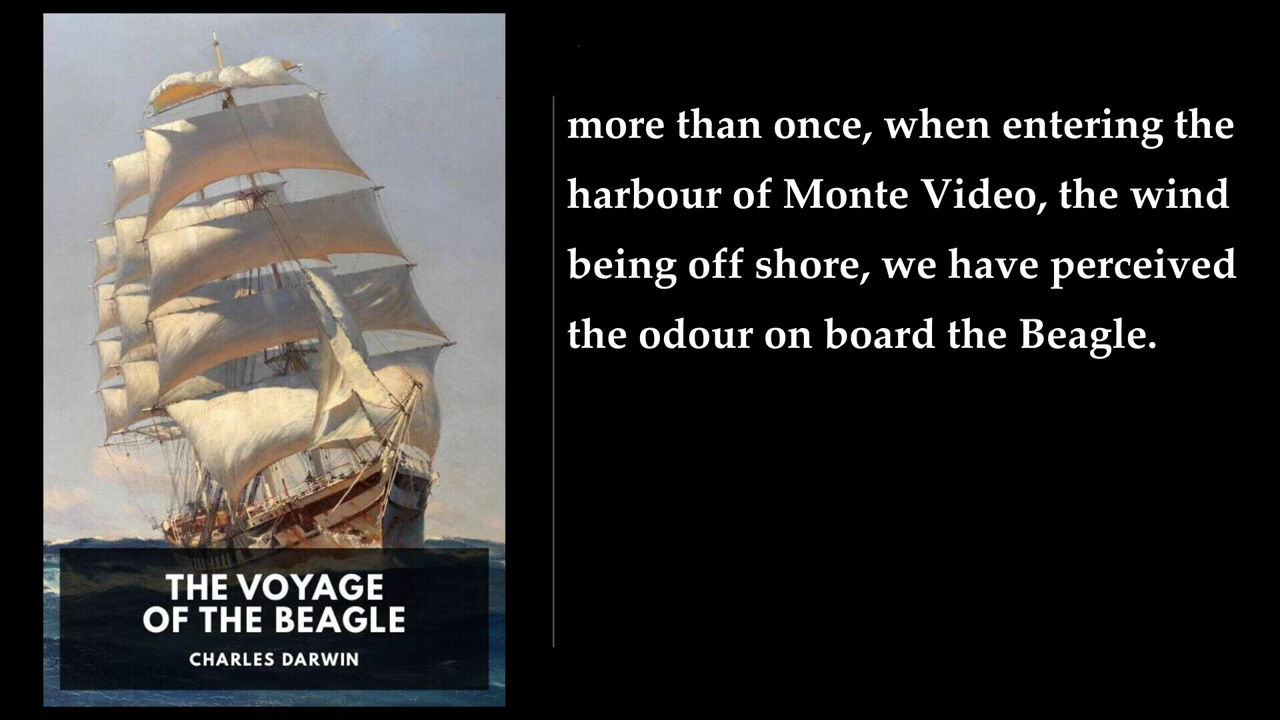 THE VOYAGE
OF THE BEAGLE
CHARLES DARWIN
more than once, when entering the
harbour of Monte Video, the wind
being off shore, we have perceived
the odour on board the Beagle.